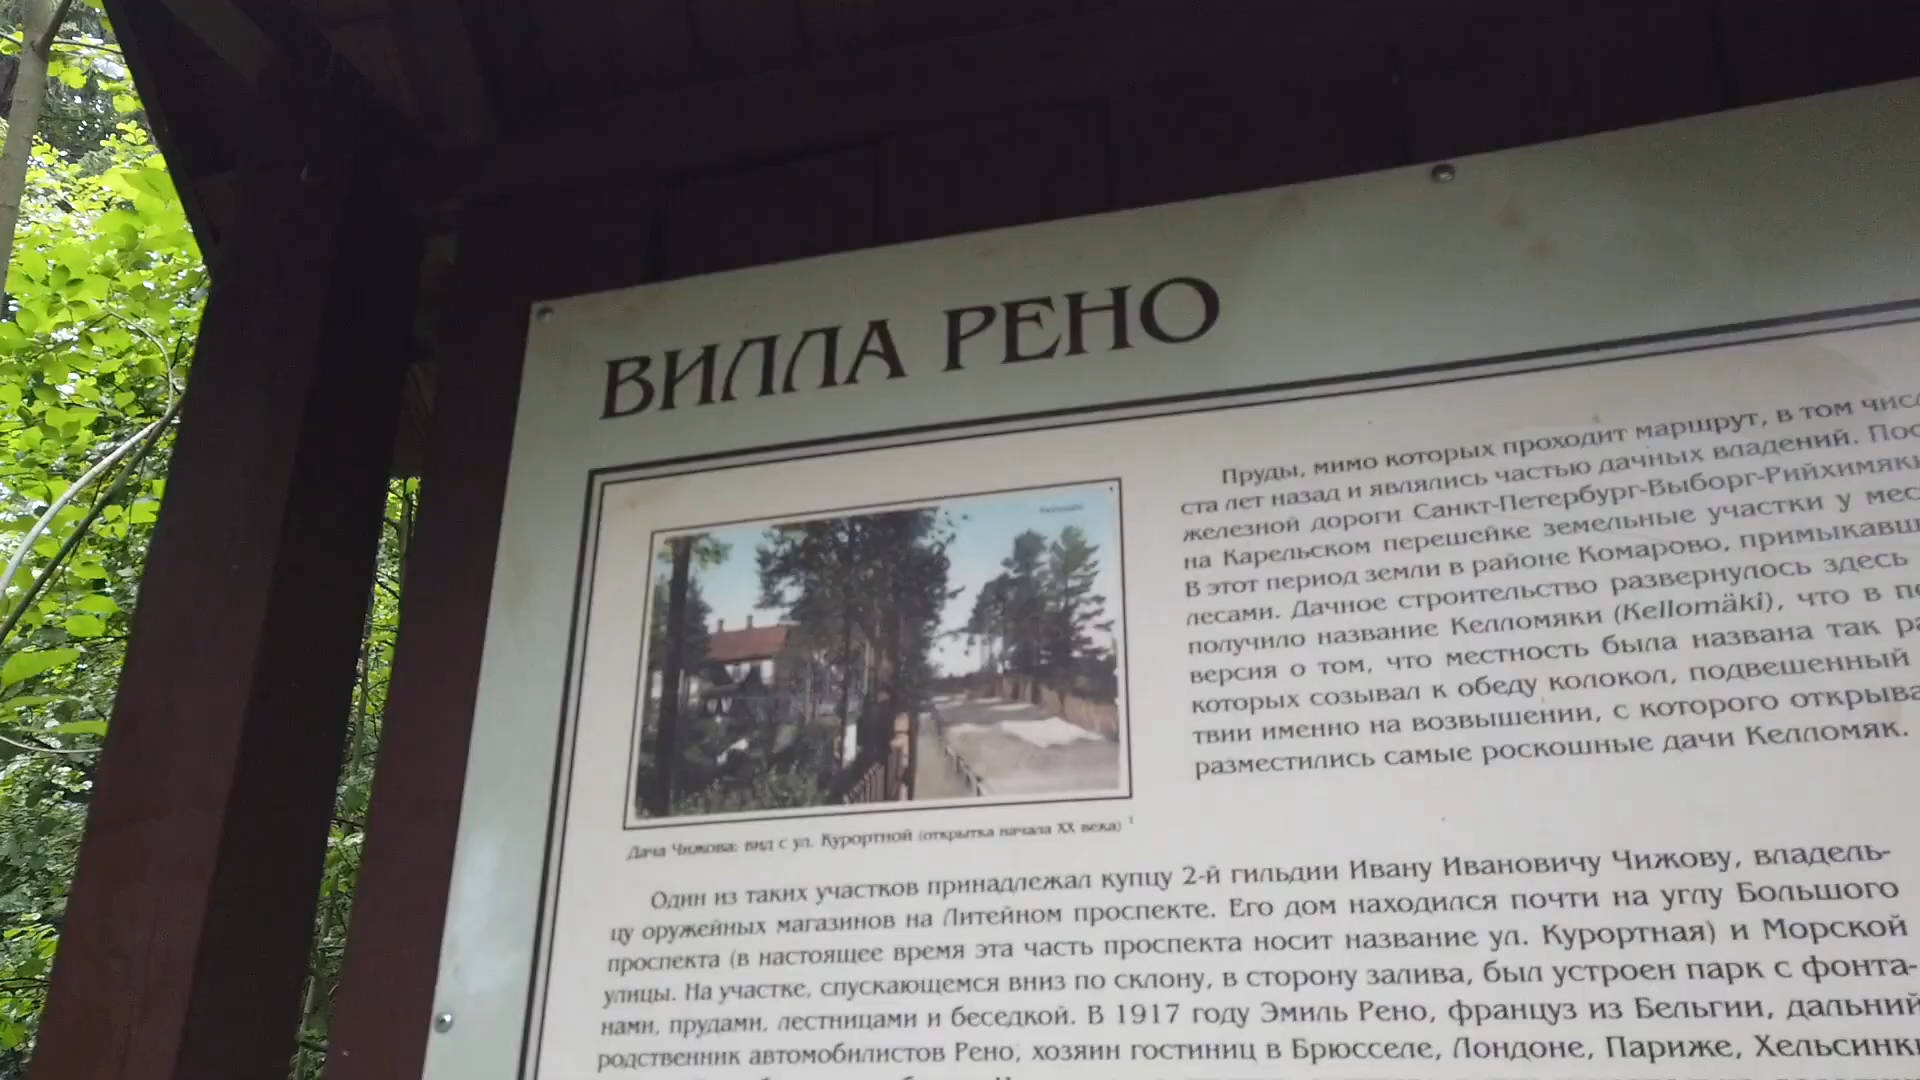 ВИЛЛА РЕНО
Пруды, мимо которых проходит маршрут, в том
ста лет назад и являлись частью дачных владений.
железной дороги Санкт-Петербург-Выборг-Рийхимяки
на Карельском перешейке земельные участки у
В этот период земли в районе Комарово,
лесами. Дачное строительство развернулось здесь
получило название Келломяки (Kellomäki), что в
версия о том, что местность была названа так
которых созывал к обеду колокол, подвешенный
твии именно на возвышении, с которого
разместились самые роскошные дачи Келломяк.
Дача Чижова: вид с ул. Курортной (открытка начала XX века) 1
Один из таких участков принадлежал купцу 2-й гильдии Ивану Ивановичу Чижову, владель-
цу оружейных магазинов на Литейном проспекте. Его дом находился почти на углу Большого
проспекта (в настоящее время эта часть проспекта носит название ул. Курортная) и Морской
улицы. На участке, спускающемся вниз по склону, в сторону залива, был устроен парк с фонта-
нами, прудами, лестницами и беседкой. В 1917 году Эмиль Рено, француз из Бельгии, дальний
родственник автомобилистов Рено, хозяин гостиниц в Брюсселе, Лондоне, Париже,